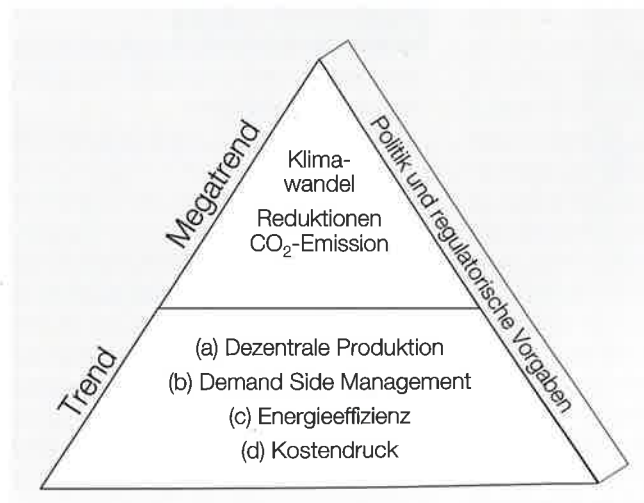 Megatrend
Klima-
wandel
Reduktionen
CO₂-Emission
Politik und regulatorische Vorgaben
Trend
(a) Dezentrale Produktion
(b) Demand Side Management
(c) Energieeffizienz
(d) Kostendruck